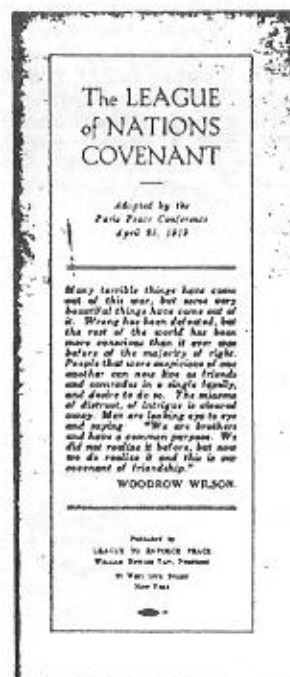 The LEAGUE
of NATIONS
COVENANT
Adopted by the
Paris Peace Conference
April 1919
Many terrible things have come
out of this war, but some very
beautiful things have come out of
it. Wrong has been defeated, but
the rest of the world has been
more conscious than it ever was
before of the majority of right.
People that were suspicious of one
another can now live as friends
and comrades in a single family,
and desire to do so. The miasma
of distrust, of intrigue is cleared
away. Men are looking eye to eye
and saying "We are brothers
and have a common purpose. We
did not realize it before, but now
we do realize it and this is our
covenant of friendship."
WOODROW WILSON.
LEAGUE TO ENFORCE PEACE
WILLIAM HOWARD TAFT, PRESIDENT
NEW YORK